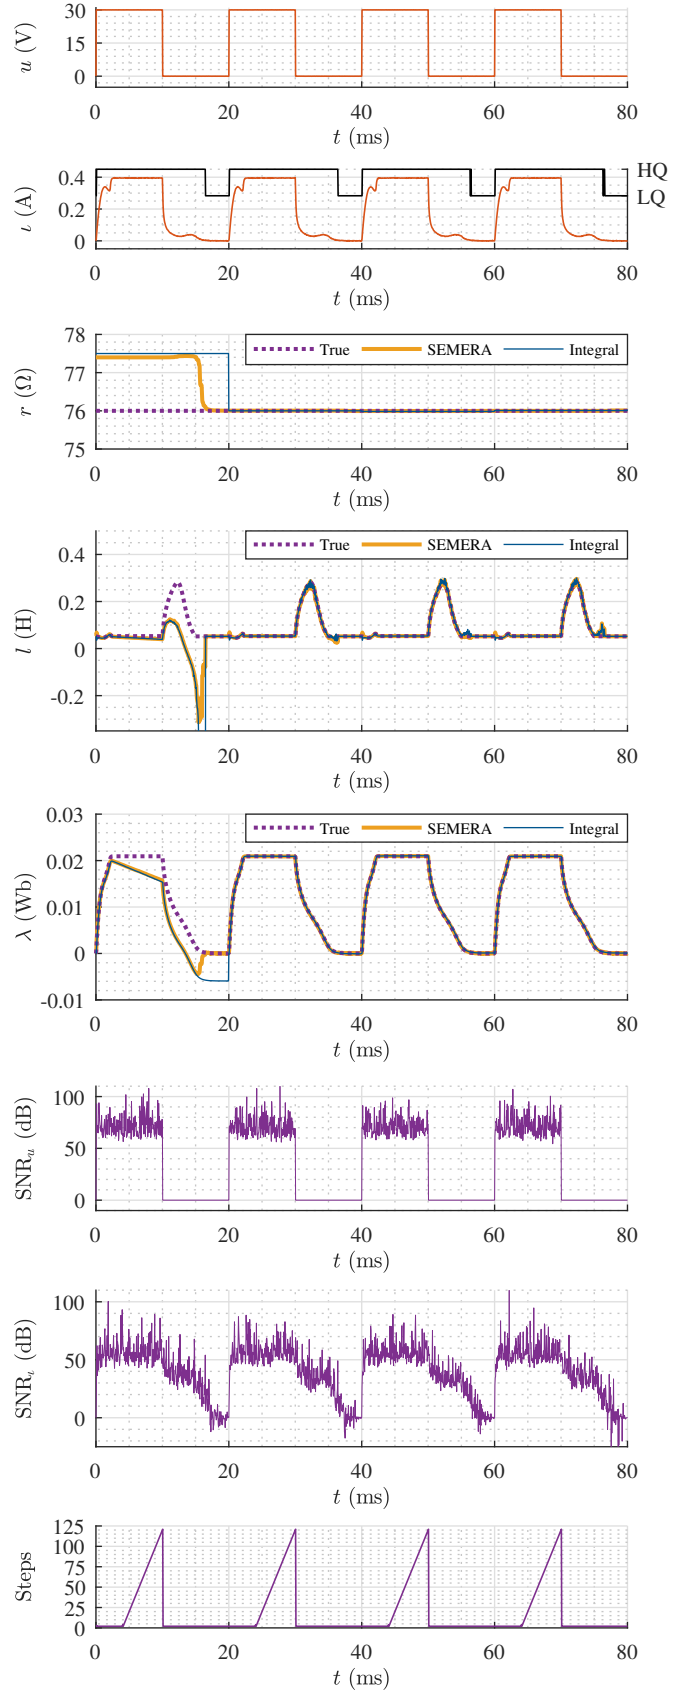 30
15
0
u (V)
0 20 40 60 80
t (ms)
0.4
0.2
0
ι (A)
HQ
LQ
0 20 40 60 80
t (ms)
78
77
76
75
r (Ω)
True SEMERA Integral
0 20 40 60 80
t (ms)
0.4
0.2
0
-0.2
l (H)
True SEMERA Integral
0 20 40 60 80
t (ms)
0.03
0.02
0.01
0
-0.01
λ (Wb)
True SEMERA Integral
0 20 40 60 80
t (ms)
100
50
0
SNRᵤ (dB)
0 20 40 60 80
t (ms)
100
50
0
SNRι (dB)
0 20 40 60 80
t (ms)
125
100
75
50
25
0
Steps
0 20 40 60 80
t (ms)